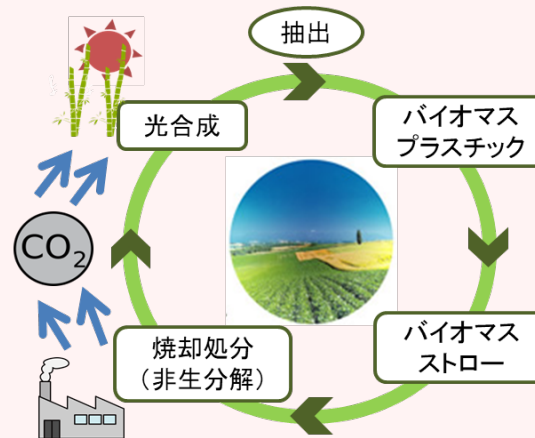 抽出
光合成
バイオマス
プラスチック
CO₂
バイオマス
ストロー
焼却処分
（非生分解）